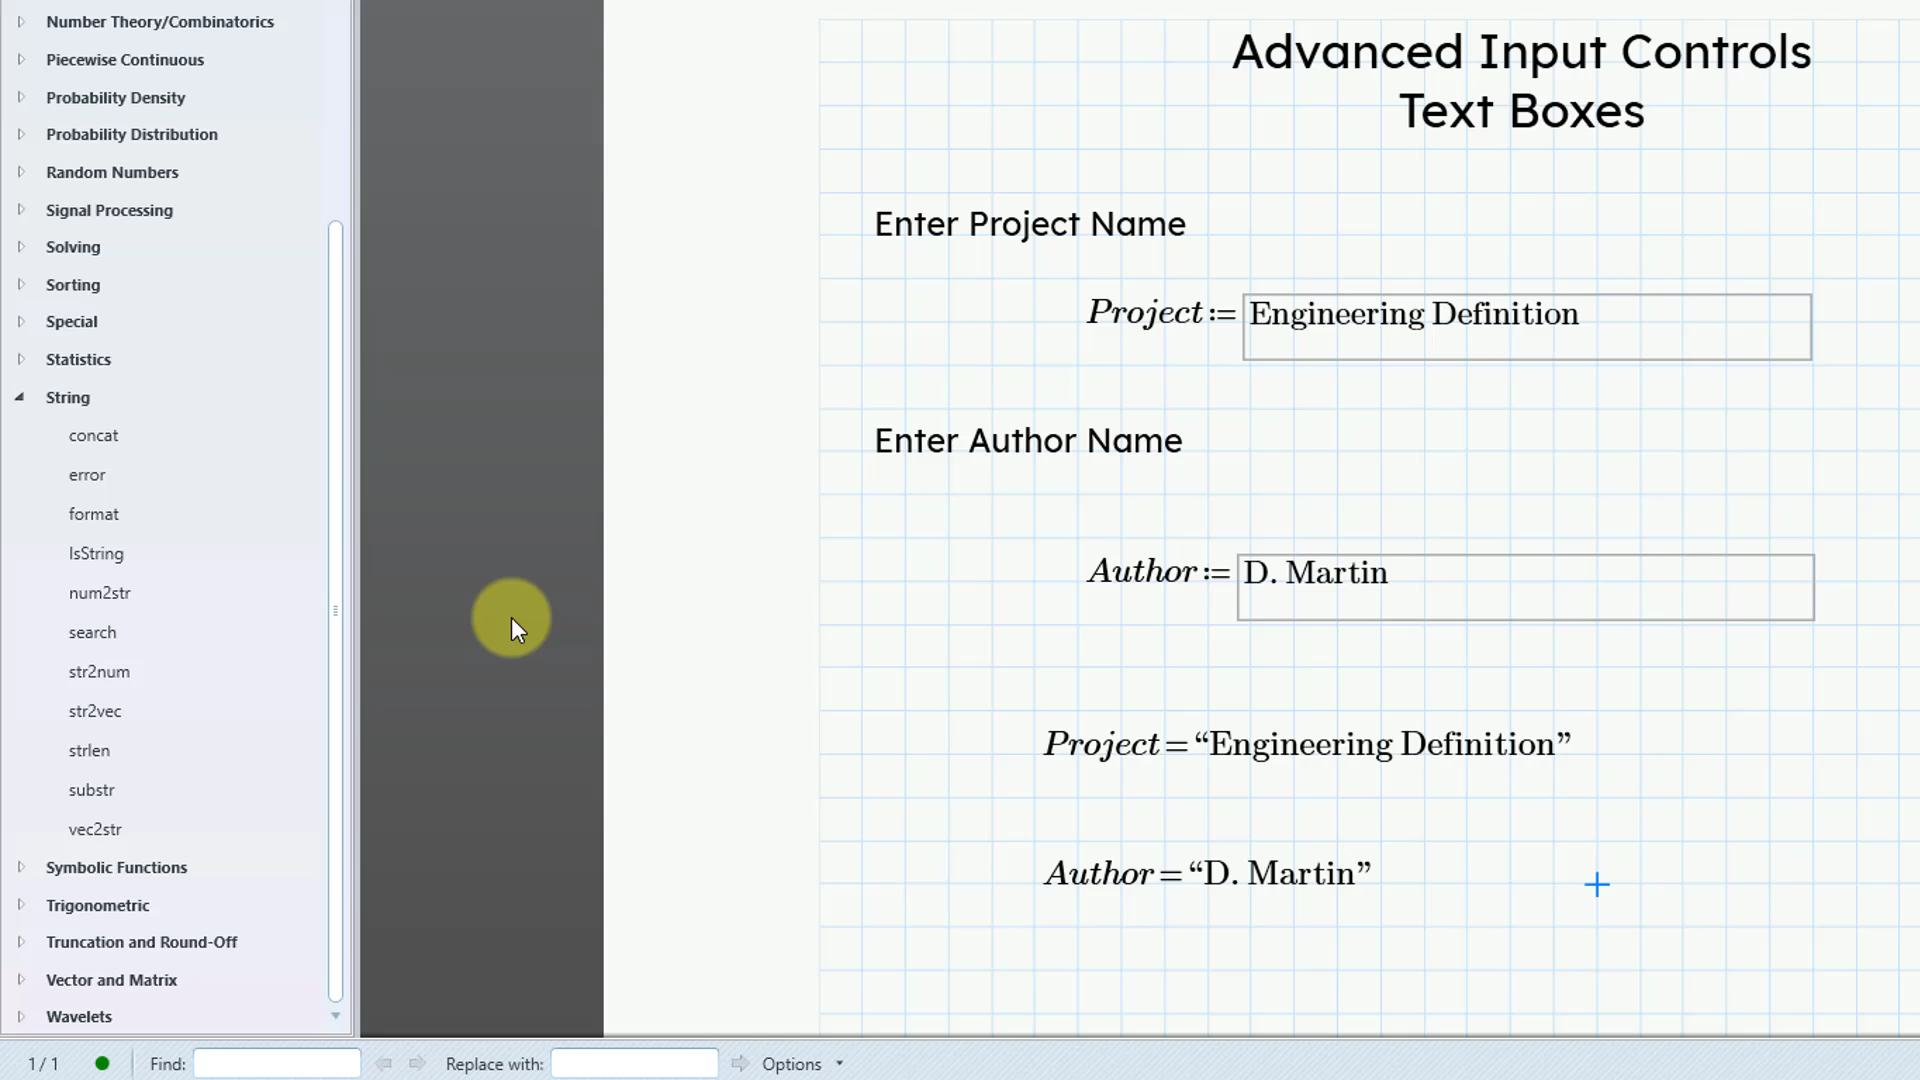 Number Theory/Combinatorics
Piecewise Continuous
Probability Density
Probability Distribution
Random Numbers
Signal Processing
Solving
Sorting
Special
Statistics
String
concat
error
format
IsString
num2str
search
str2num
str2vec
strlen
substr
vec2str
Symbolic Functions
Trigonometric
Truncation and Round-Off
Vector and Matrix
Wavelets
Advanced Input Controls
Text Boxes
Enter Project Name
Project := Engineering Definition
Enter Author Name
Author := D. Martin
Project = “Engineering Definition”
Author = “D. Martin”
1 / 1 Find: Replace with: Options